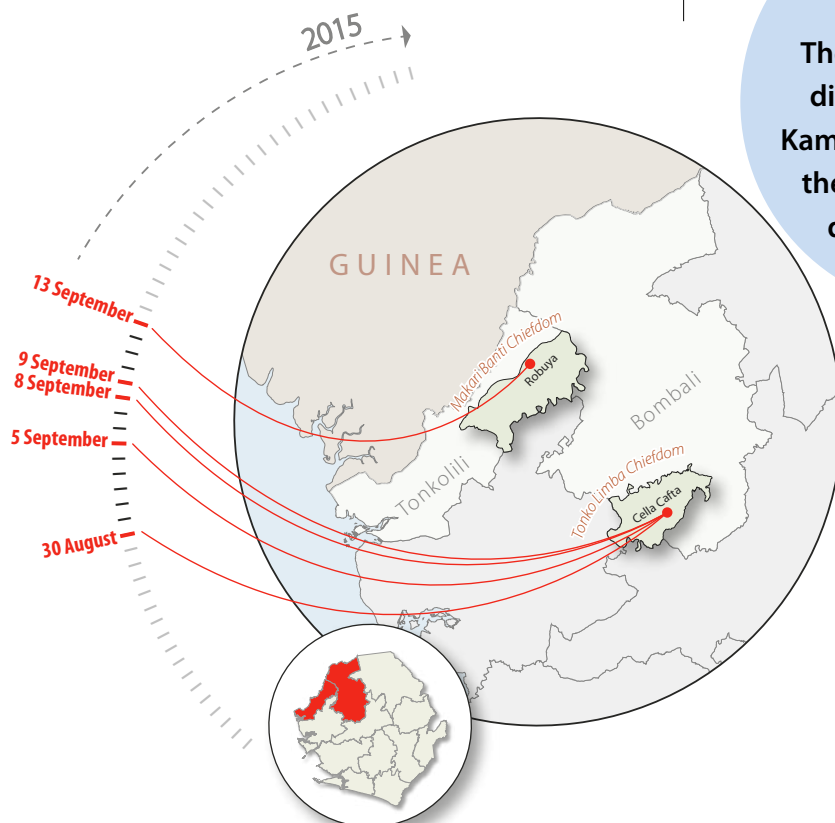 2015
Th
di
Kam
the
c
GUINEA
13 September
9 September
8 September
5 September
30 August
Makari Banti Chiefdom
Robuya
Bombali
Tonkolili
Tonko Limba Chiefdom
Cella Cafta